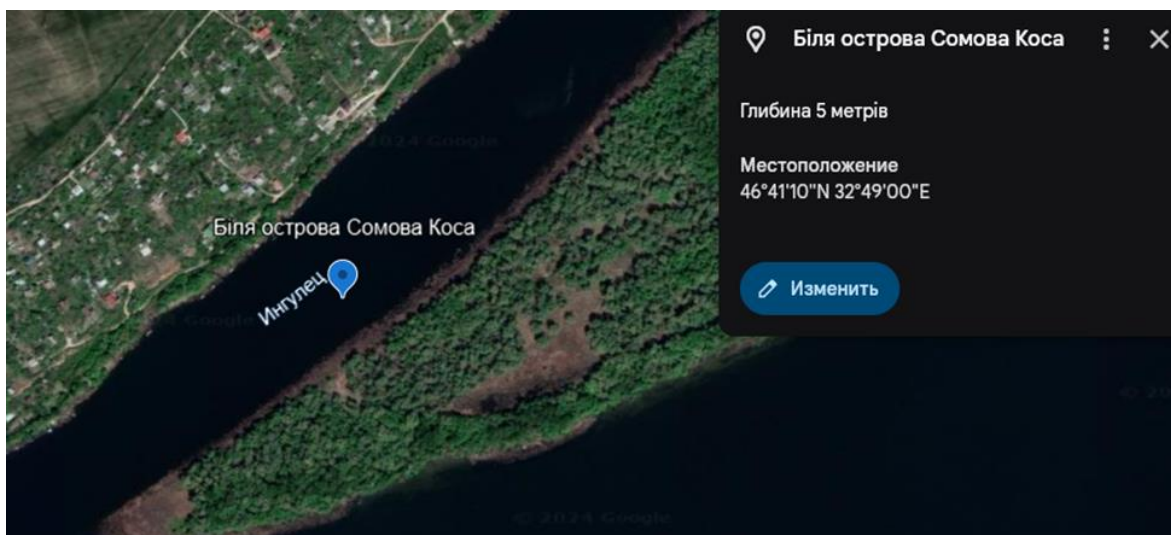 Біля острова Сомова Коса
Глибина 5 метрів
Местоположение
46°41'10"N 32°49'00"E
Изменить
2024 Google
Біля острова Сомова Коса
Ингулец
Google
© 2024 Google